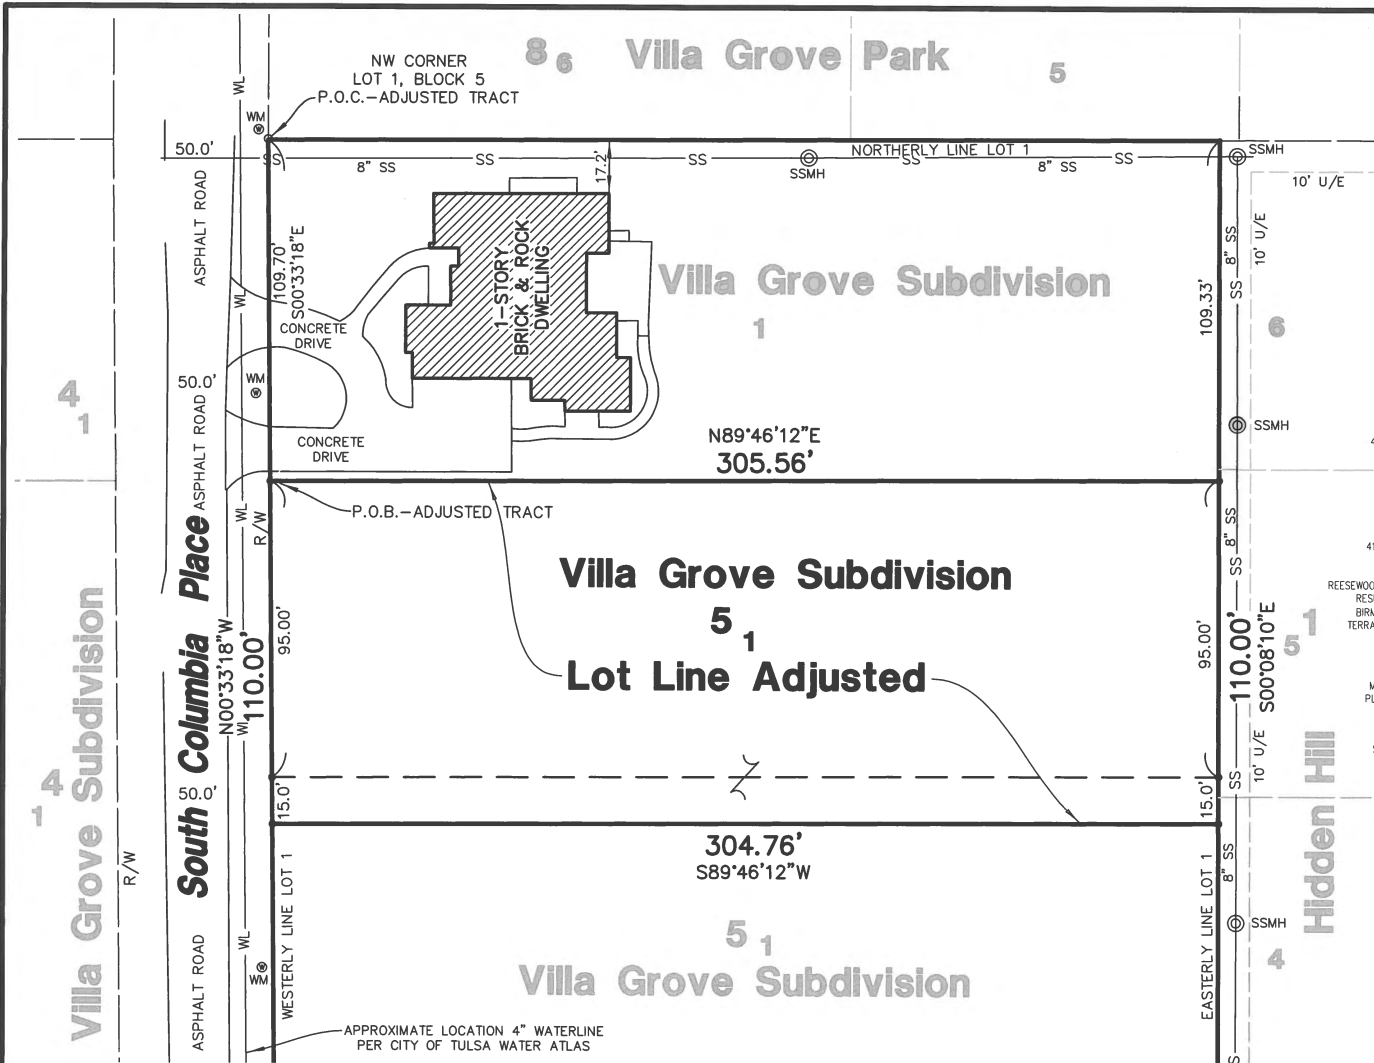 8 6 Villa Grove Park 5
NW CORNER
LOT 1, BLOCK 5
P.O.C.-ADJUSTED TRACT
WL
WM
W
50.0'
SS
8" SS
SS
17.2'
SS
SSMH
NORTHERLY LINE LOT 1
SS
8" SS
SS
SSMH
10' U/E
ASPHALT ROAD
109.70'
S00°33'18"E
1-STORY
BRICK & ROCK
DWELLING
Villa Grove Subdivision
1
109.33'
8" SS
SS
10' U/E
6
WL
CONCRETE
DRIVE
50.0'
WM
W
4
1
ASPHALT ROAD
CONCRETE
DRIVE
N89°46'12"E
305.56'
SSMH
4
P.O.B.-ADJUSTED TRACT
WL
R/W
8" SS
SS
41
Villa Grove Subdivision
5 1
Lot Line Adjusted
REESEWOO
RES
BIRM
TERRA
South Columbia Place
N00°33'18"W
110.00'
95.00'
95.00'
110.00'
S00°08'10"E
1
5
M
PL
Villa Grove Subdivision
4
1
WL
50.0'
15.0'
15.0'
SS
10' U/E
Hidden Hill
R/W
304.76'
S89°46'12"W
8" SS
WESTERLY LINE LOT 1
EASTERLY LINE LOT 1
5 1
Villa Grove Subdivision
SSMH
4
ASPHALT ROAD
WL
W
WM
APPROXIMATE LOCATION 4" WATERLINE
PER CITY OF TULSA WATER ATLAS